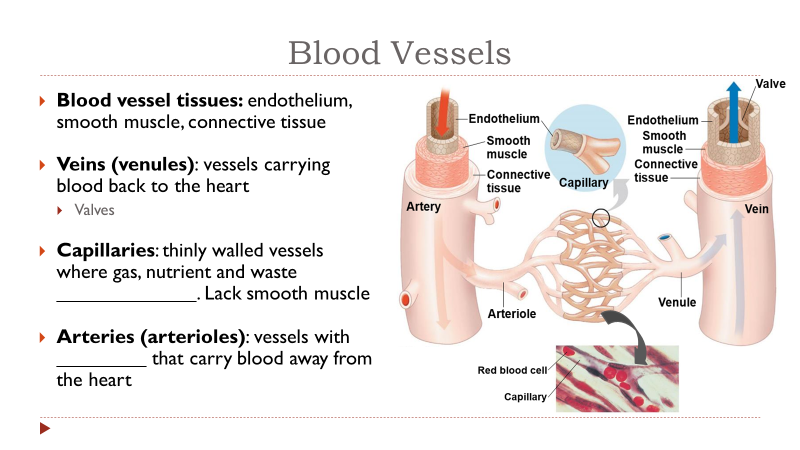 Blood Vessels
Blood vessel tissues: endothelium,
smooth muscle, connective tissue
Veins (venules): vessels carrying
blood back to the heart
Valves
Capillaries: thinly walled vessels
where gas, nutrient and waste
______________. Lack smooth muscle
Arteries (arterioles): vessels with
_________ that carry blood away from
the heart
Valve
Endothelium
Endothelium
Smooth
muscle
Smooth
muscle
Connective
tissue
Connective
tissue
Capillary
Artery
Vein
Arteriole
Venule
Red blood cell
Capillary